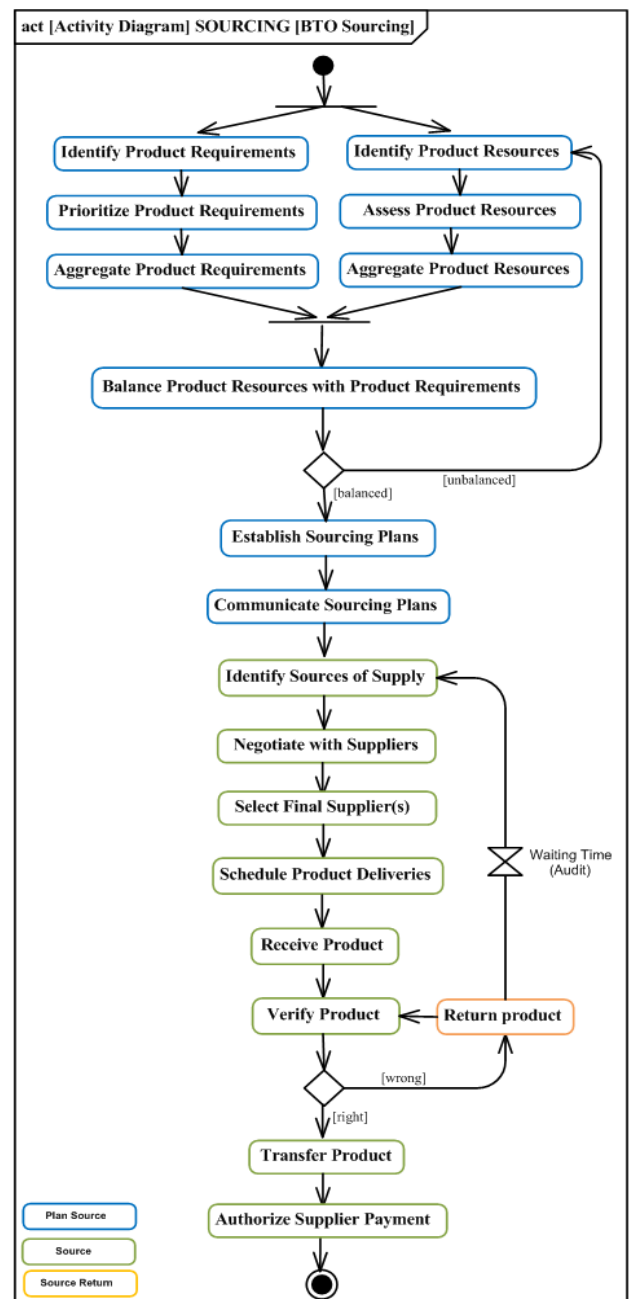 act [Activity Diagram] SOURCING [BTO Sourcing]
Identify Product Requirements
Identify Product Resources
Prioritize Product Requirements
Assess Product Resources
Aggregate Product Requirements
Aggregate Product Resources
Balance Product Resources with Product Requirements
[unbalanced]
[balanced]
Establish Sourcing Plans
Communicate Sourcing Plans
Identify Sources of Supply
Negotiate with Suppliers
Select Final Supplier(s)
Waiting Time
(Audit)
Schedule Product Deliveries
Receive Product
Verify Product
Return product
[wrong]
[right]
Transfer Product
Authorize Supplier Payment
Plan Source
Source
Source Return